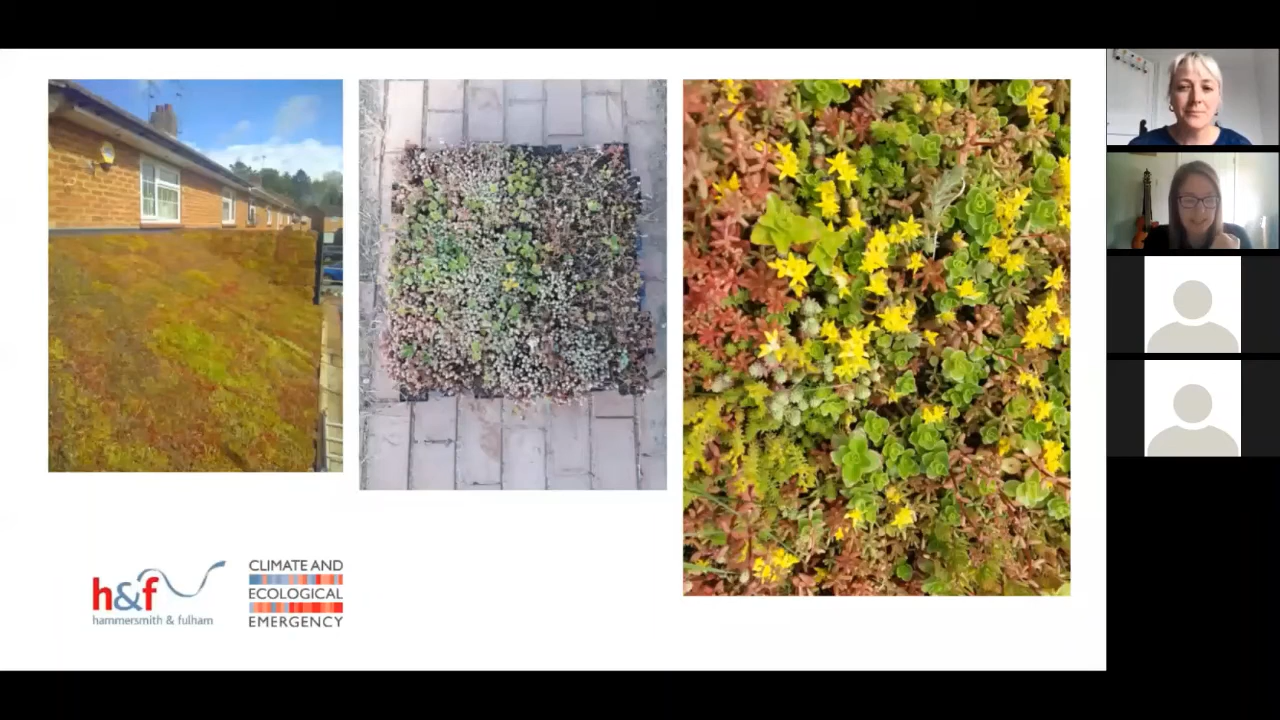 h&f
hammersmith & fulham
CLIMATE AND
ECOLOGICAL
EMERGENCY